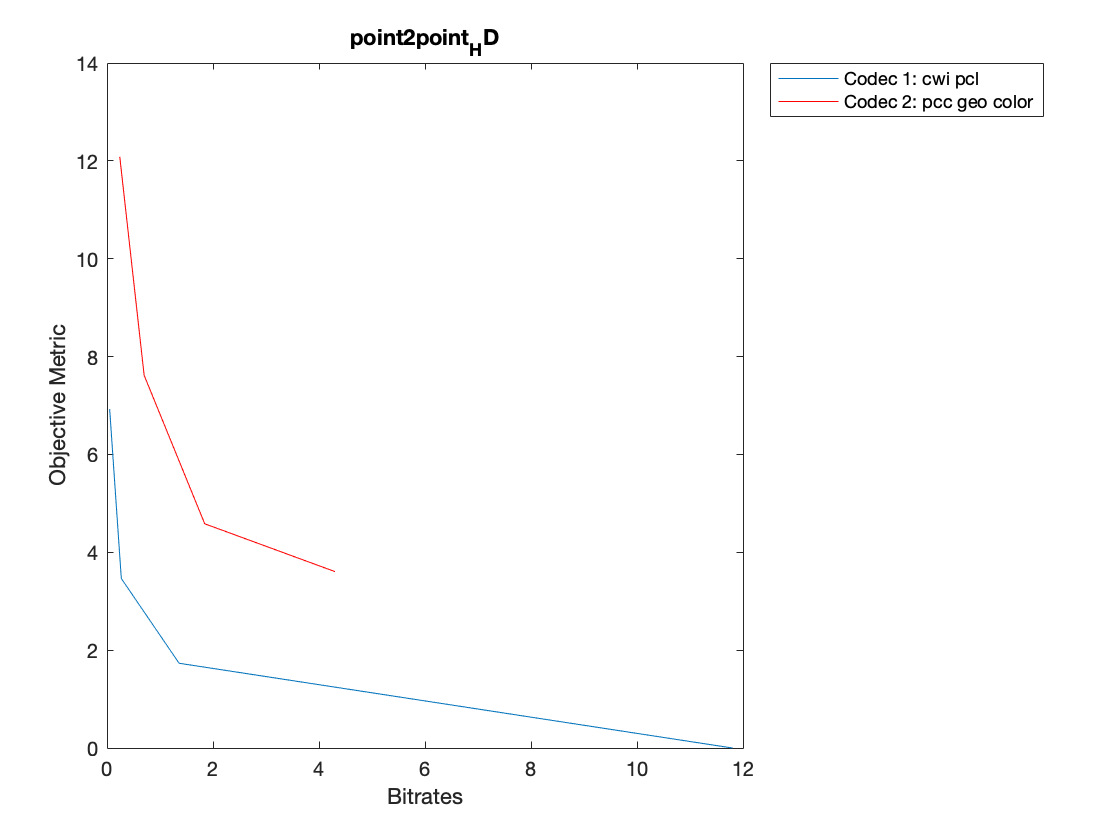 point2point_HD
Codec 1: cwi pcl
Codec 2: pcc geo color
Objective Metric
14
12
10
8
6
4
2
0
0 2 4 6 8 10 12
Bitrates